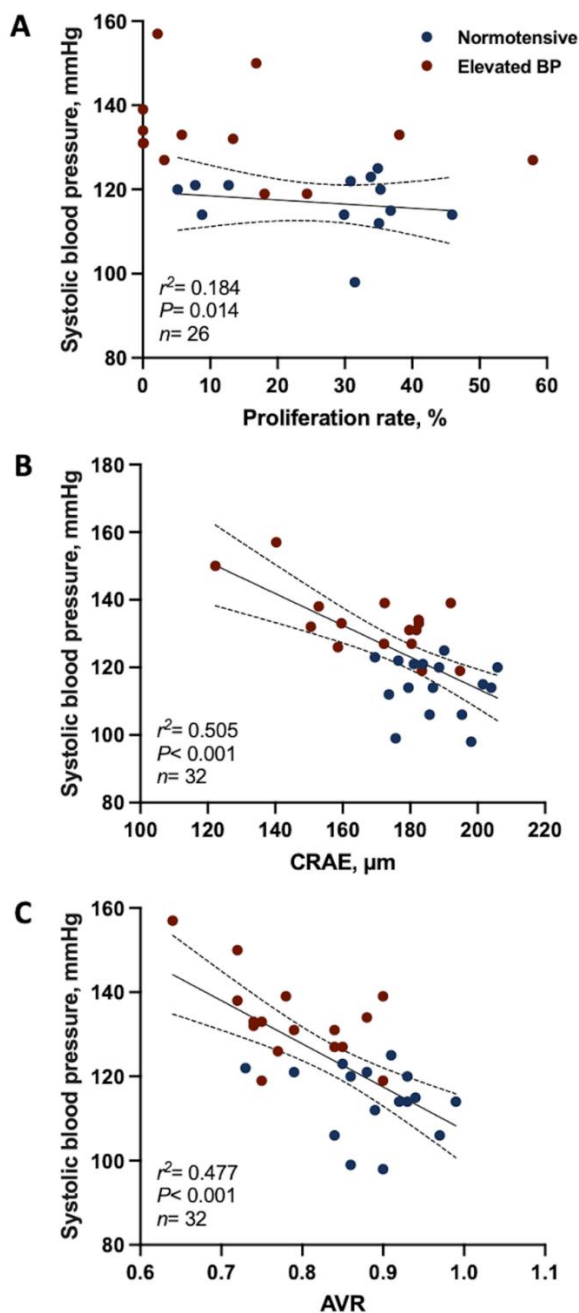 A
Systolic blood pressure, mmHg
160
140
120
100
80
Normotensive
Elevated BP
r²= 0.184
P= 0.014
n= 26
0 10 20 30 40 50 60
Proliferation rate, %
B
Systolic blood pressure, mmHg
180
160
140
120
100
80
r²= 0.505
P< 0.001
n= 32
100 120 140 160 180 200 220
CRAE, µm
C
Systolic blood pressure, mmHg
160
140
120
100
80
r²= 0.477
P< 0.001
n= 32
0.6 0.7 0.8 0.9 1.0 1.1
AVR